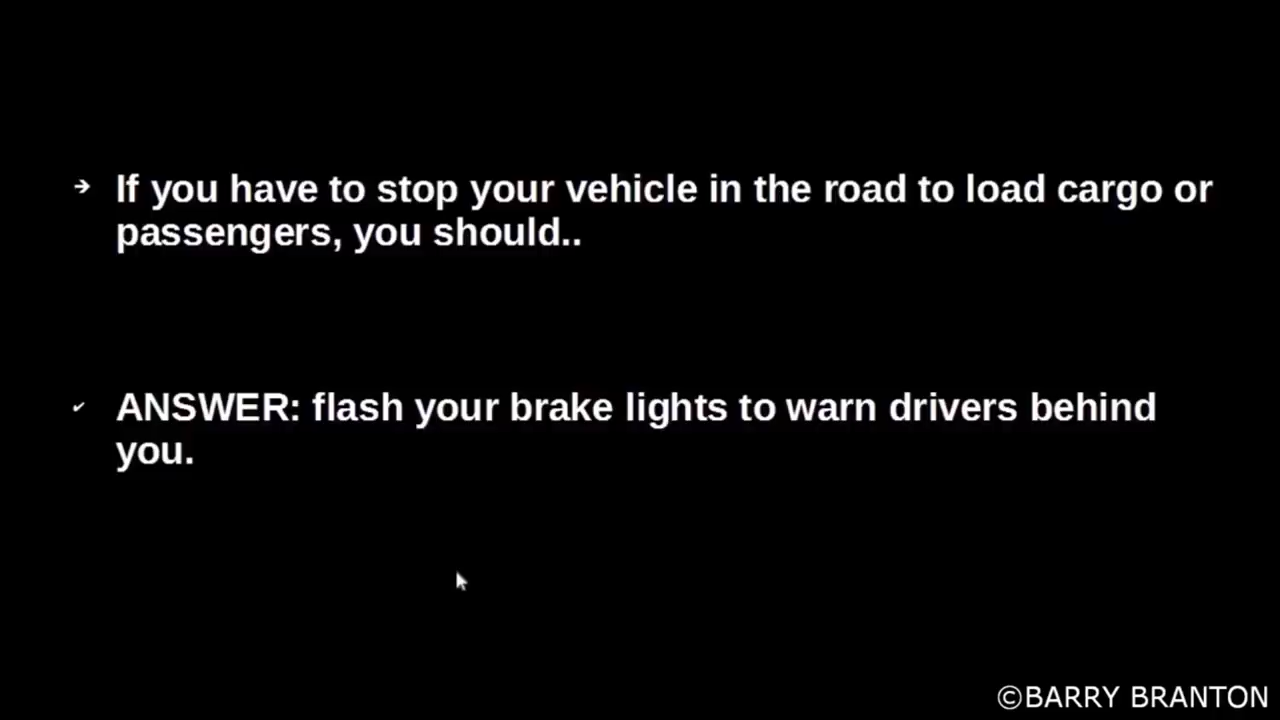 ➔ If you have to stop your vehicle in the road to load cargo or
passengers, you should..
✔ ANSWER: flash your brake lights to warn drivers behind
you.
©BARRY BRANTON